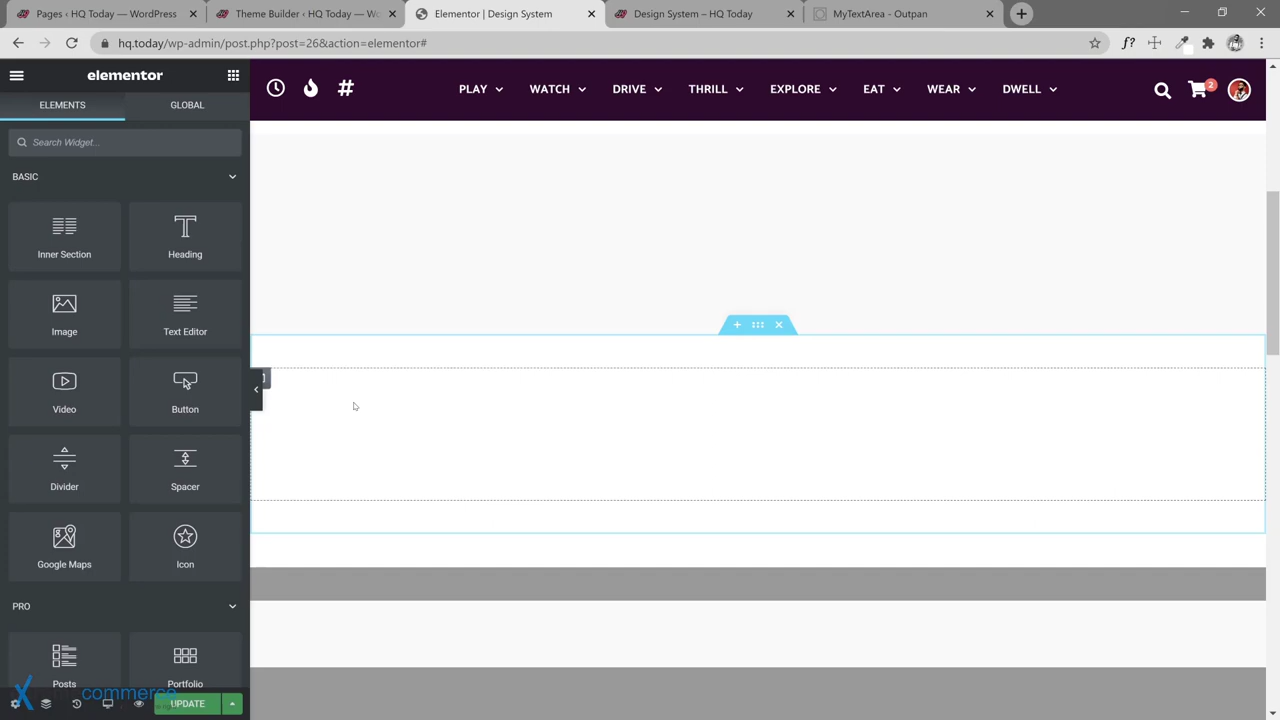 Pages ‹ HQ Today — WordPress
Theme Builder ‹ HQ Today — Wo
Elementor | Design System
Design System – HQ Today
MyTextArea - Outpan
hq.today/wp-admin/post.php?post=26&action=elementor#
f?
elementor
ELEMENTS
GLOBAL
Search Widget...
BASIC
Inner Section
Heading
Image
Text Editor
Video
Button
Divider
Spacer
Google Maps
Icon
PRO
Posts
Portfolio
X commerce
UPDATE
#
PLAY
WATCH
DRIVE
THRILL
EXPLORE
EAT
WEAR
DWELL
2